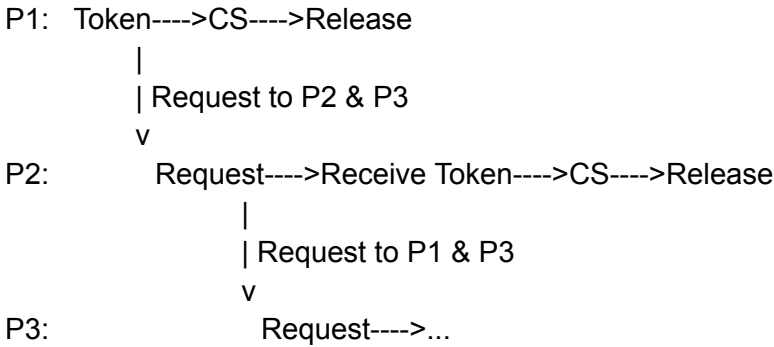 P1: Token---->CS---->Release
|
| Request to P2 & P3
v
P2: Request---->Receive Token---->CS---->Release
|
| Request to P1 & P3
v
P3: Request---->...